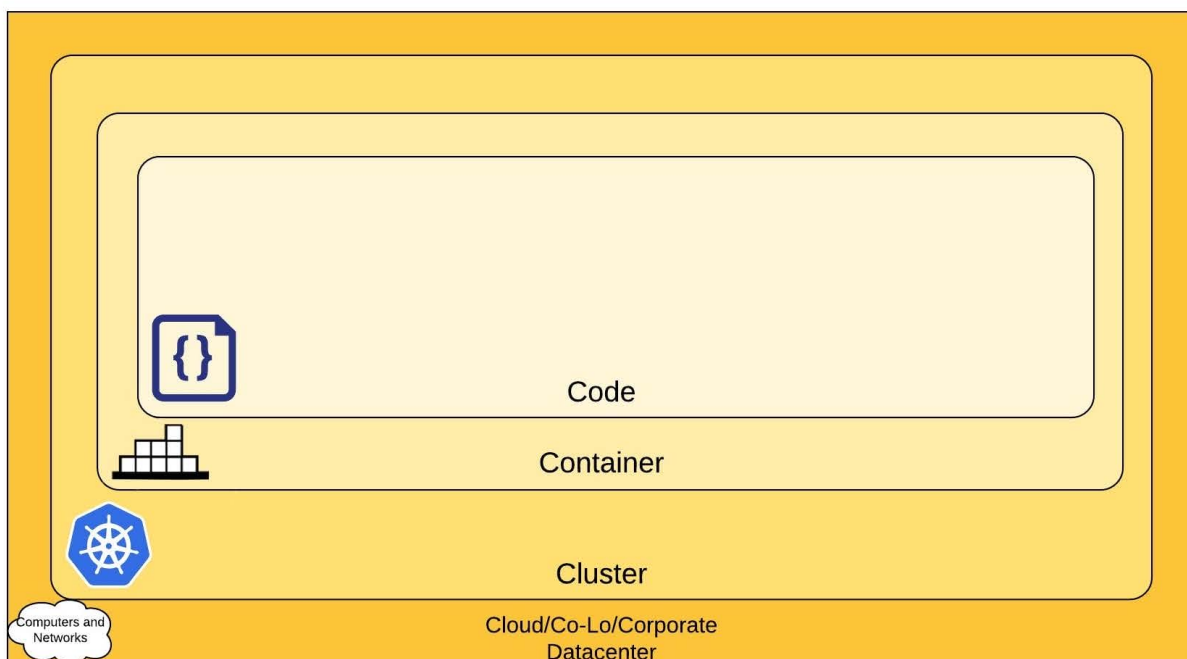 {}
Code
Container
Cluster
Computers and
Networks
Cloud/Co-Lo/Corporate
Datacenter